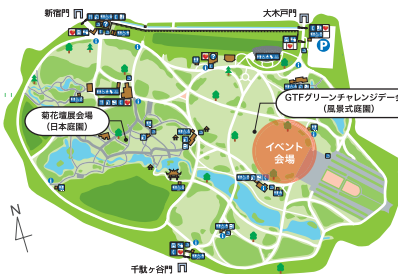 新宿門
大木戸門
P
菊花壇展会場
（日本庭園）
GTFグリーンチャレンジデー会
（風景式庭園）
イベント
会場
N
千駄ヶ谷門